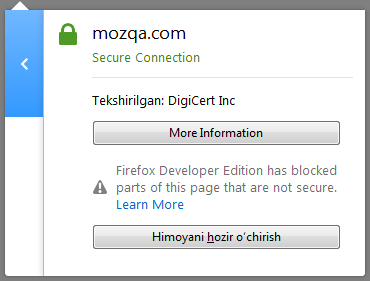 mozqa.com
Secure Connection
Tekshirilgan: DigiCert Inc
More Information
Firefox Developer Edition has blocked
parts of this page that are not secure.
Learn More
Himoyani hozir oʻchirish